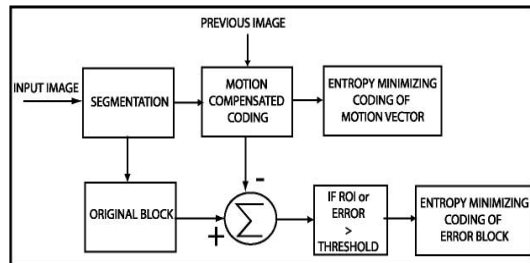 PREVIOUS IMAGE
INPUT IMAGE
SEGMENTATION
MOTION
COMPENSATED
CODING
ENTROPY MINIMIZING
CODING OF
MOTION VECTOR
-
ORIGINAL BLOCK
+
Σ
IF ROI or
ERROR
>
THRESHOLD
ENTROPY MINIMIZING
CODING OF
ERROR BLOCK